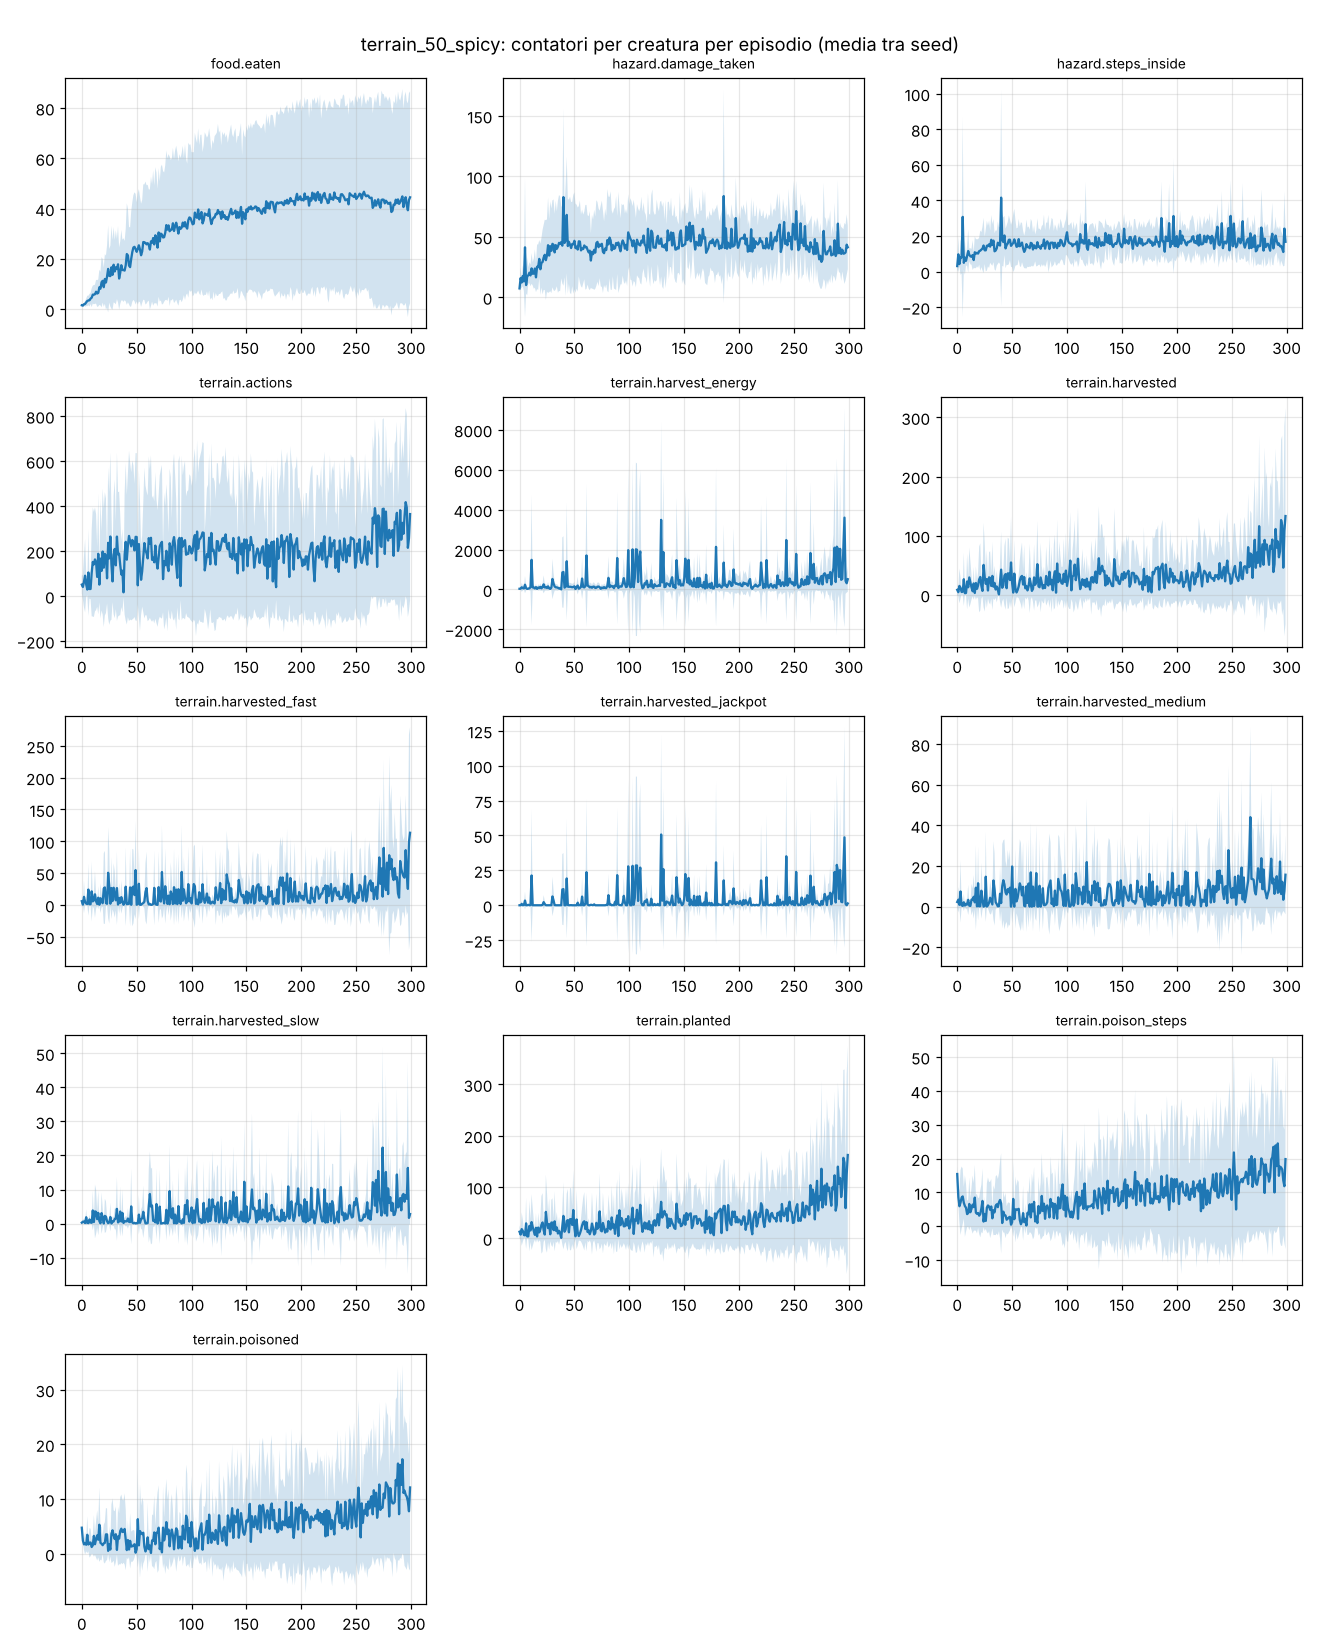 terrain_50_spicy: contatori per creatura per episodio (media tra seed)
food.eaten
80
60
40
20
0
0 50 100 150 200 250 300
hazard.damage_taken
150
100
50
0
0 50 100 150 200 250 300
hazard.steps_inside
100
80
60
40
20
0
−20
0 50 100 150 200 250 300
terrain.actions
800
600
400
200
0
−200
0 50 100 150 200 250 300
terrain.harvest_energy
8000
6000
4000
2000
0
−2000
0 50 100 150 200 250 300
terrain.harvested
300
200
100
0
0 50 100 150 200 250 300
terrain.harvested_fast
250
200
150
100
50
0
−50
0 50 100 150 200 250 300
terrain.harvested_jackpot
125
100
75
50
25
0
−25
0 50 100 150 200 250 300
terrain.harvested_medium
80
60
40
20
0
−20
0 50 100 150 200 250 300
terrain.harvested_slow
50
40
30
20
10
0
−10
0 50 100 150 200 250 300
terrain.planted
300
200
100
0
0 50 100 150 200 250 300
terrain.poison_steps
50
40
30
20
10
0
−10
0 50 100 150 200 250 300
terrain.poisoned
30
20
10
0
0 50 100 150 200 250 300